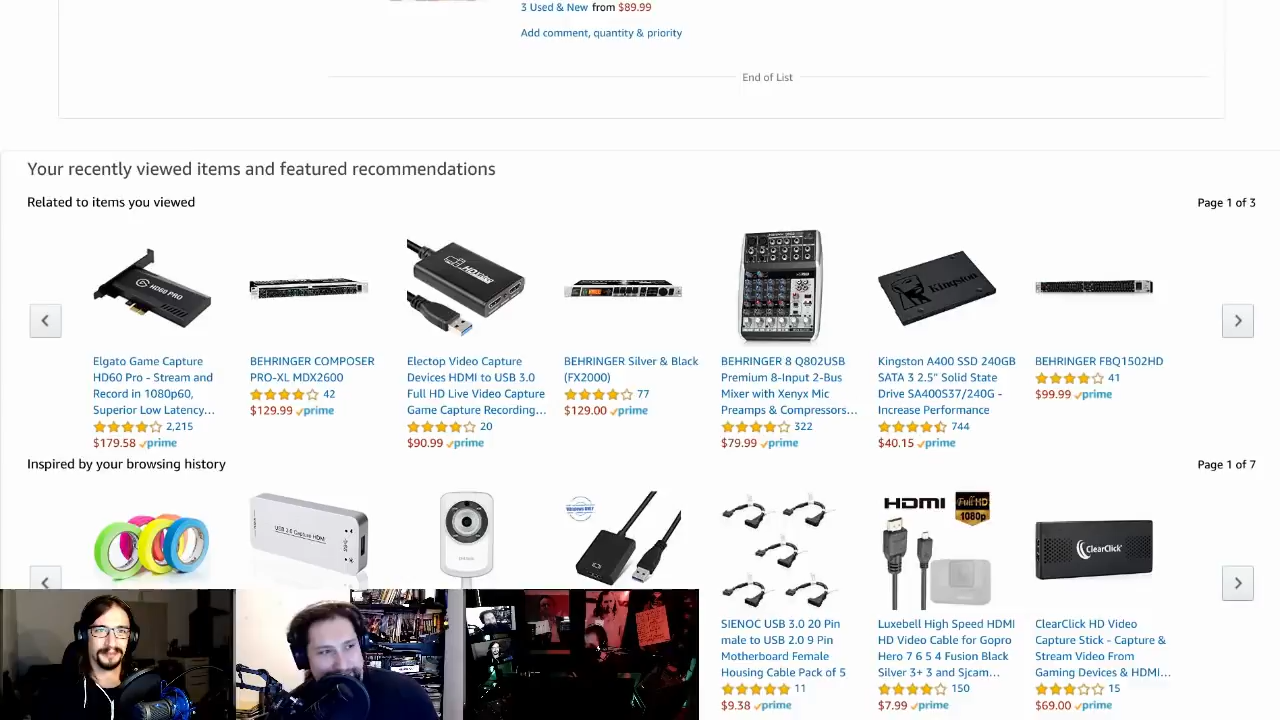 3 Used & New from $89.99
Add comment, quantity & priority
End of List
Your recently viewed items and featured recommendations
Related to items you viewed
Page 1 of 3
HD60 PRO
Kingston
Elgato Game Capture
HD60 Pro - Stream and
Record in 1080p60,
Superior Low Latency...
2,215
$179.58 prime
BEHRINGER COMPOSER
PRO-XL MDX2600
42
$129.99 prime
Electop Video Capture
Devices HDMI to USB 3.0
Full HD Live Video Capture
Game Capture Recording...
20
$90.99 prime
BEHRINGER Silver & Black
(FX2000)
77
$129.00 prime
BEHRINGER 8 Q802USB
Premium 8-Input 2-Bus
Mixer with Xenyx Mic
Preamps & Compressors...
322
$79.99 prime
Kingston A400 SSD 240GB
SATA 3 2.5" Solid State
Drive SA400S37/240G -
Increase Performance
744
$40.15 prime
BEHRINGER FBQ1502HD
41
$99.99 prime
Inspired by your browsing history
Page 1 of 7
USB 3.0 Capture HDMI
HDMI
Full HD
1080p
ClearClick
SIENOC USB 3.0 20 Pin
male to USB 2.0 9 Pin
Motherboard Female
Housing Cable Pack of 5
11
$9.38 prime
Luxebell High Speed HDMI
HD Video Cable for Gopro
Hero 7 6 5 4 Fusion Black
Silver 3+ 3 and Sjcam...
150
$7.99 prime
ClearClick HD Video
Capture Stick - Capture &
Stream Video From
Gaming Devices & HDMI...
15
$69.00 prime